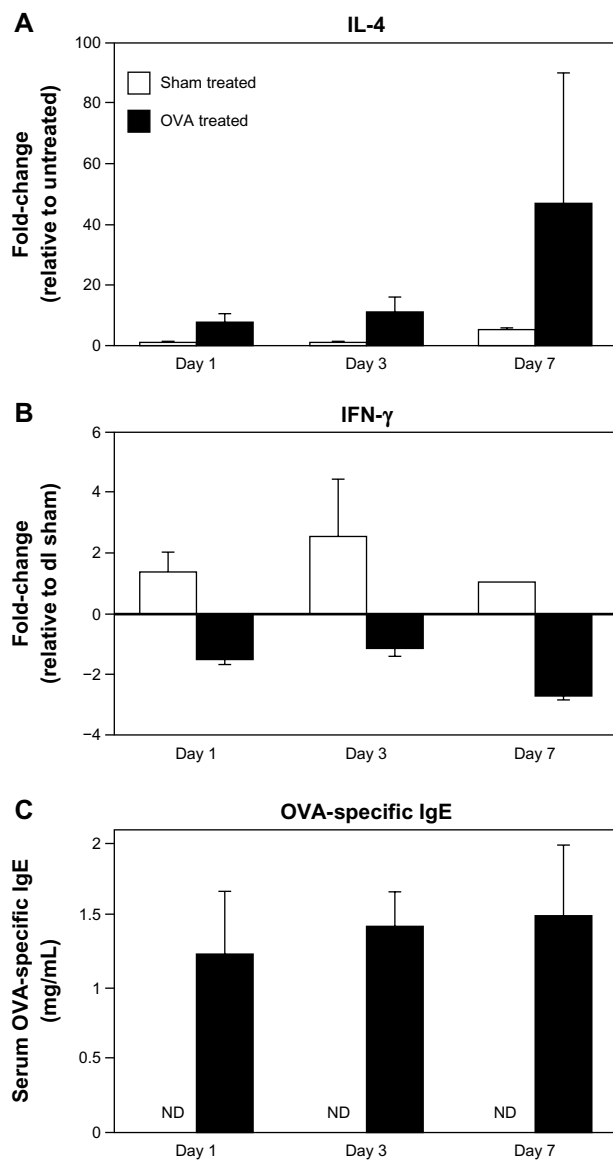 A
IL-4
Fold-change
(relative to untreated)
100
80
60
40
20
0
Sham treated
OVA treated
Day 1
Day 3
Day 7
B
IFN-γ
Fold-change
(relative to dl sham)
6
4
2
0
−2
−4
Day 1
Day 3
Day 7
C
OVA-specific IgE
Serum OVA-specific IgE
(mg/mL)
2
1.5
1
0.5
0
ND
ND
ND
Day 1
Day 3
Day 7